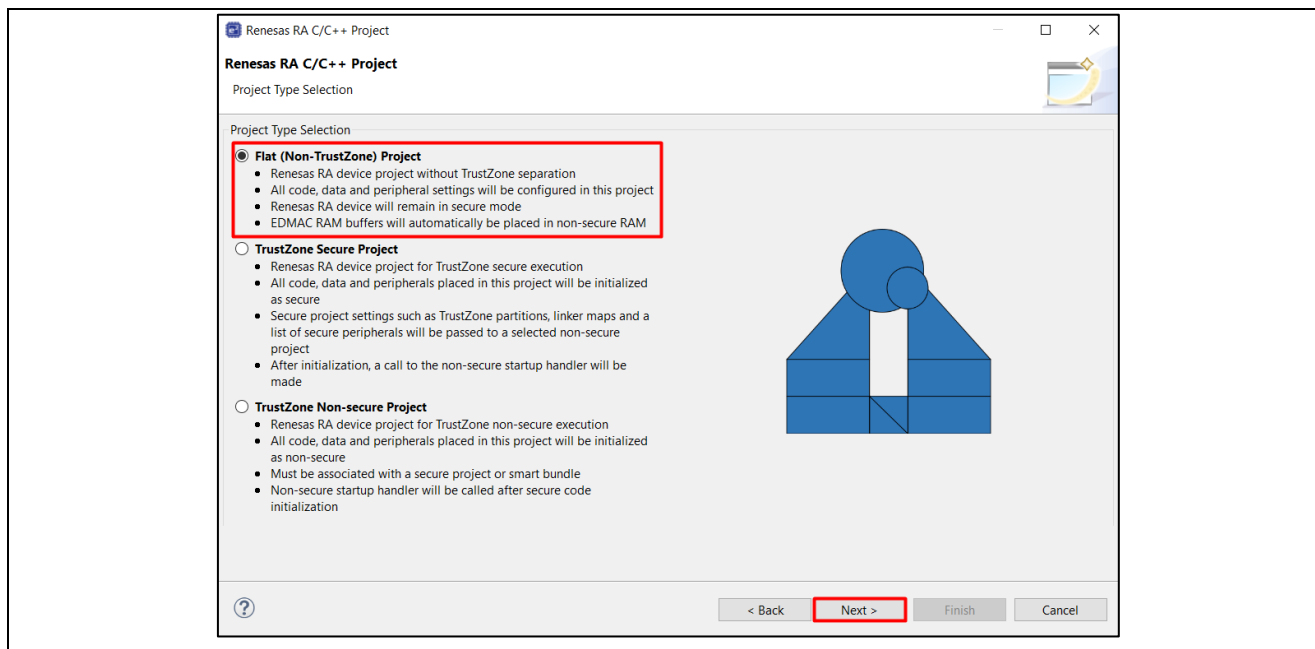 Renesas RA C/C++ Project
Renesas RA C/C++ Project
Project Type Selection
Project Type Selection
Flat (Non-TrustZone) Project
• Renesas RA device project without TrustZone separation
• All code, data and peripheral settings will be configured in this project
• Renesas RA device will remain in secure mode
• EDMAC RAM buffers will automatically be placed in non-secure RAM
TrustZone Secure Project
• Renesas RA device project for TrustZone secure execution
• All code, data and peripherals placed in this project will be initialized
as secure
• Secure project settings such as TrustZone partitions, linker maps and a
list of secure peripherals will be passed to a selected non-secure
project
• After initialization, a call to the non-secure startup handler will be
made
TrustZone Non-secure Project
• Renesas RA device project for TrustZone non-secure execution
• All code, data and peripherals placed in this project will be initialized
as non-secure
• Must be associated with a secure project or smart bundle
• Non-secure startup handler will be called after secure code
initialization
? < Back Next > Finish Cancel